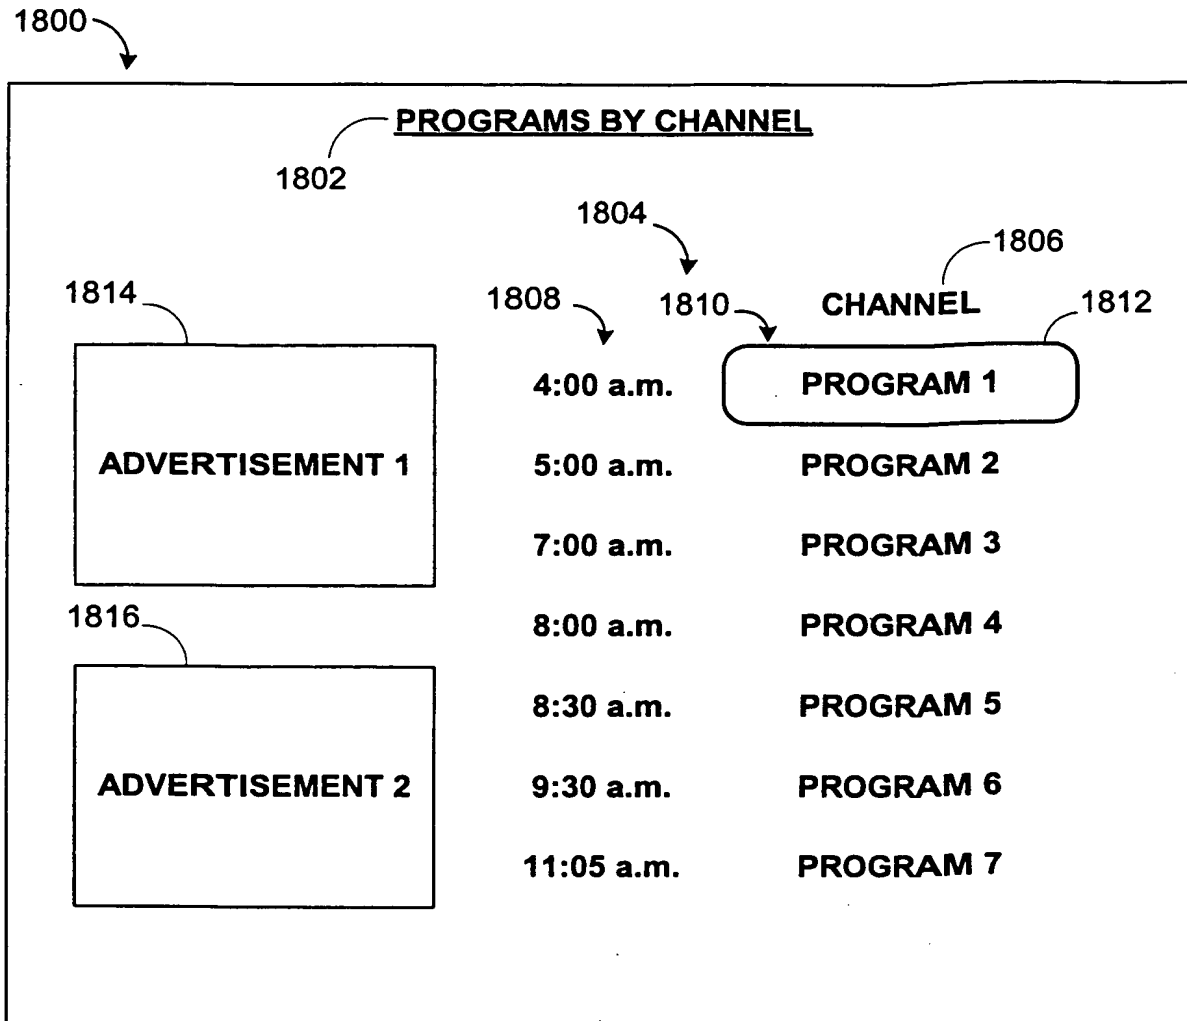 1800
PROGRAMS BY CHANNEL
1802
1804
1806
1814
1808
1810
CHANNEL
1812
4:00 a.m. PROGRAM 1
ADVERTISEMENT 1
5:00 a.m. PROGRAM 2
7:00 a.m. PROGRAM 3
1816
8:00 a.m. PROGRAM 4
8:30 a.m. PROGRAM 5
ADVERTISEMENT 2
9:30 a.m. PROGRAM 6
11:05 a.m. PROGRAM 7